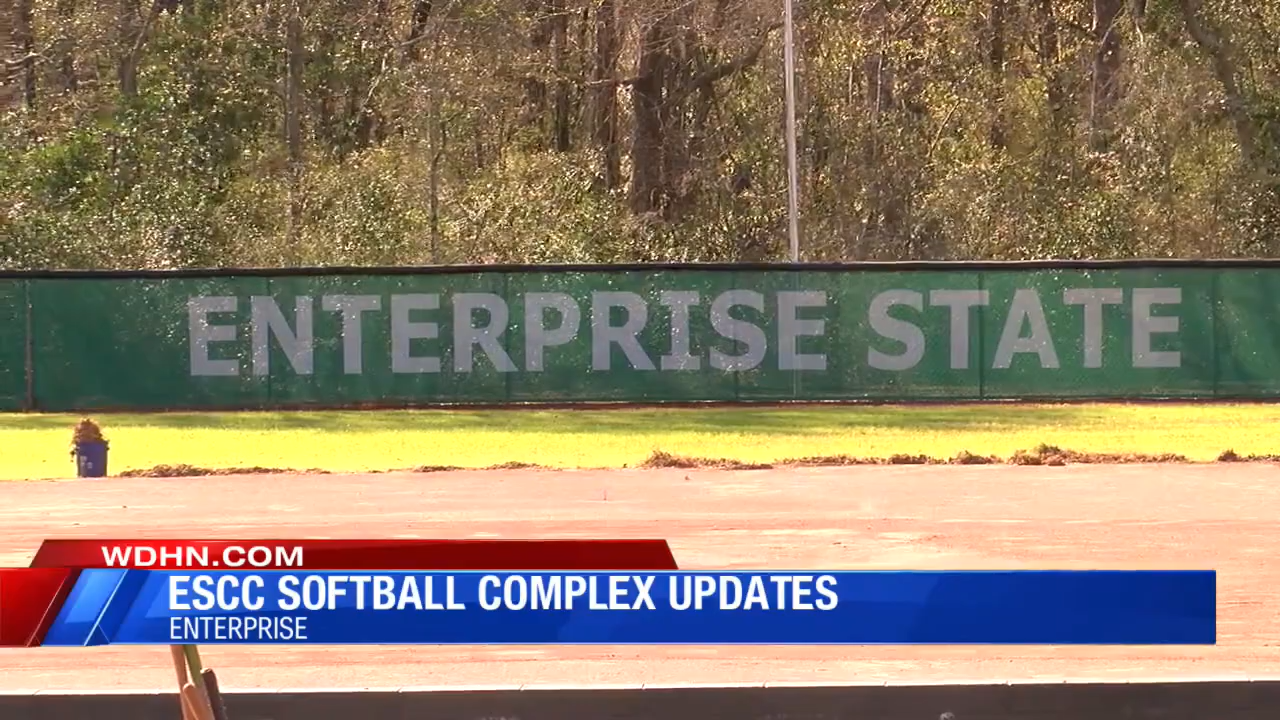 ENTERPRISE STATE
WDHN.COM
ESCC SOFTBALL COMPLEX UPDATES
ENTERPRISE